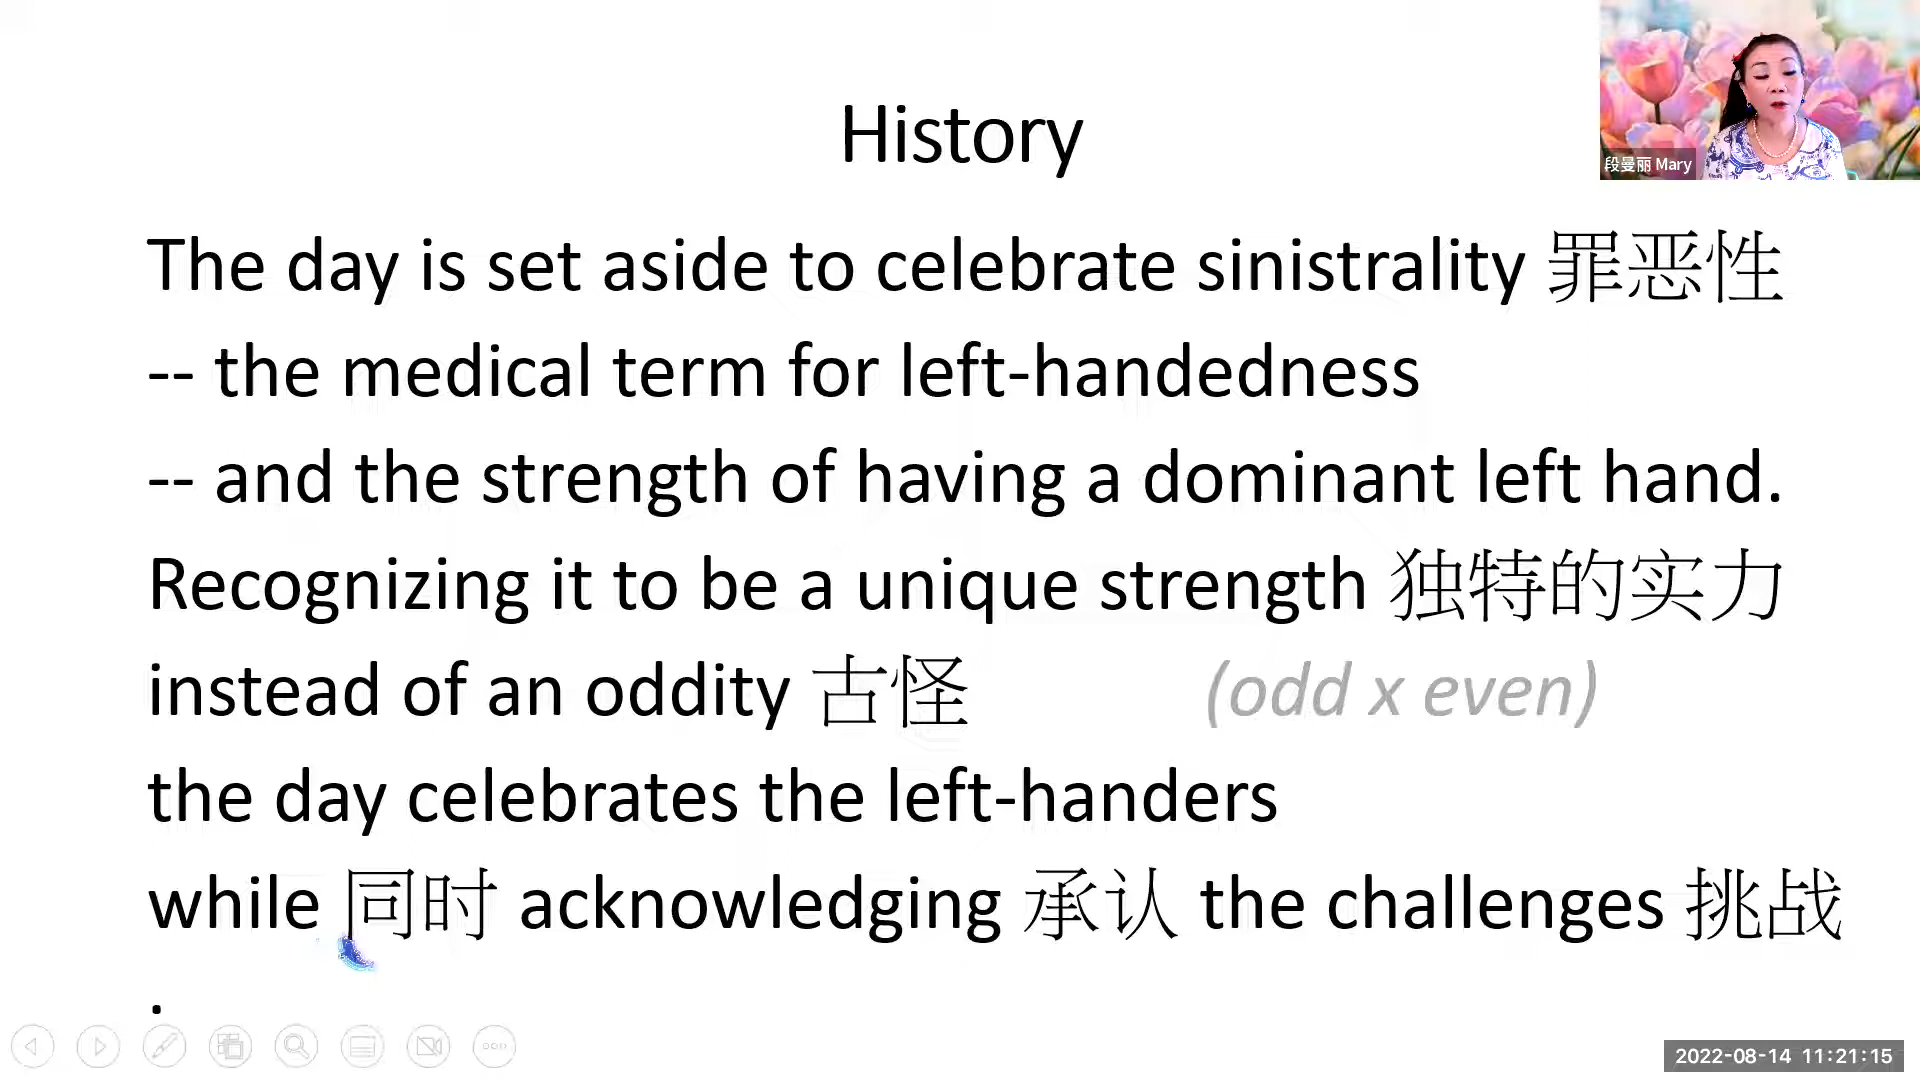 History
段曼丽 Mary
The day is set aside to celebrate sinistrality 罪恶性
-- the medical term for left-handedness
-- and the strength of having a dominant left hand.
Recognizing it to be a unique strength 独特的实力
instead of an oddity 古怪 (odd x even)
the day celebrates the left-handers
while 同时 acknowledging 承认 the challenges 挑战
.
2022-08-14 11:21:15